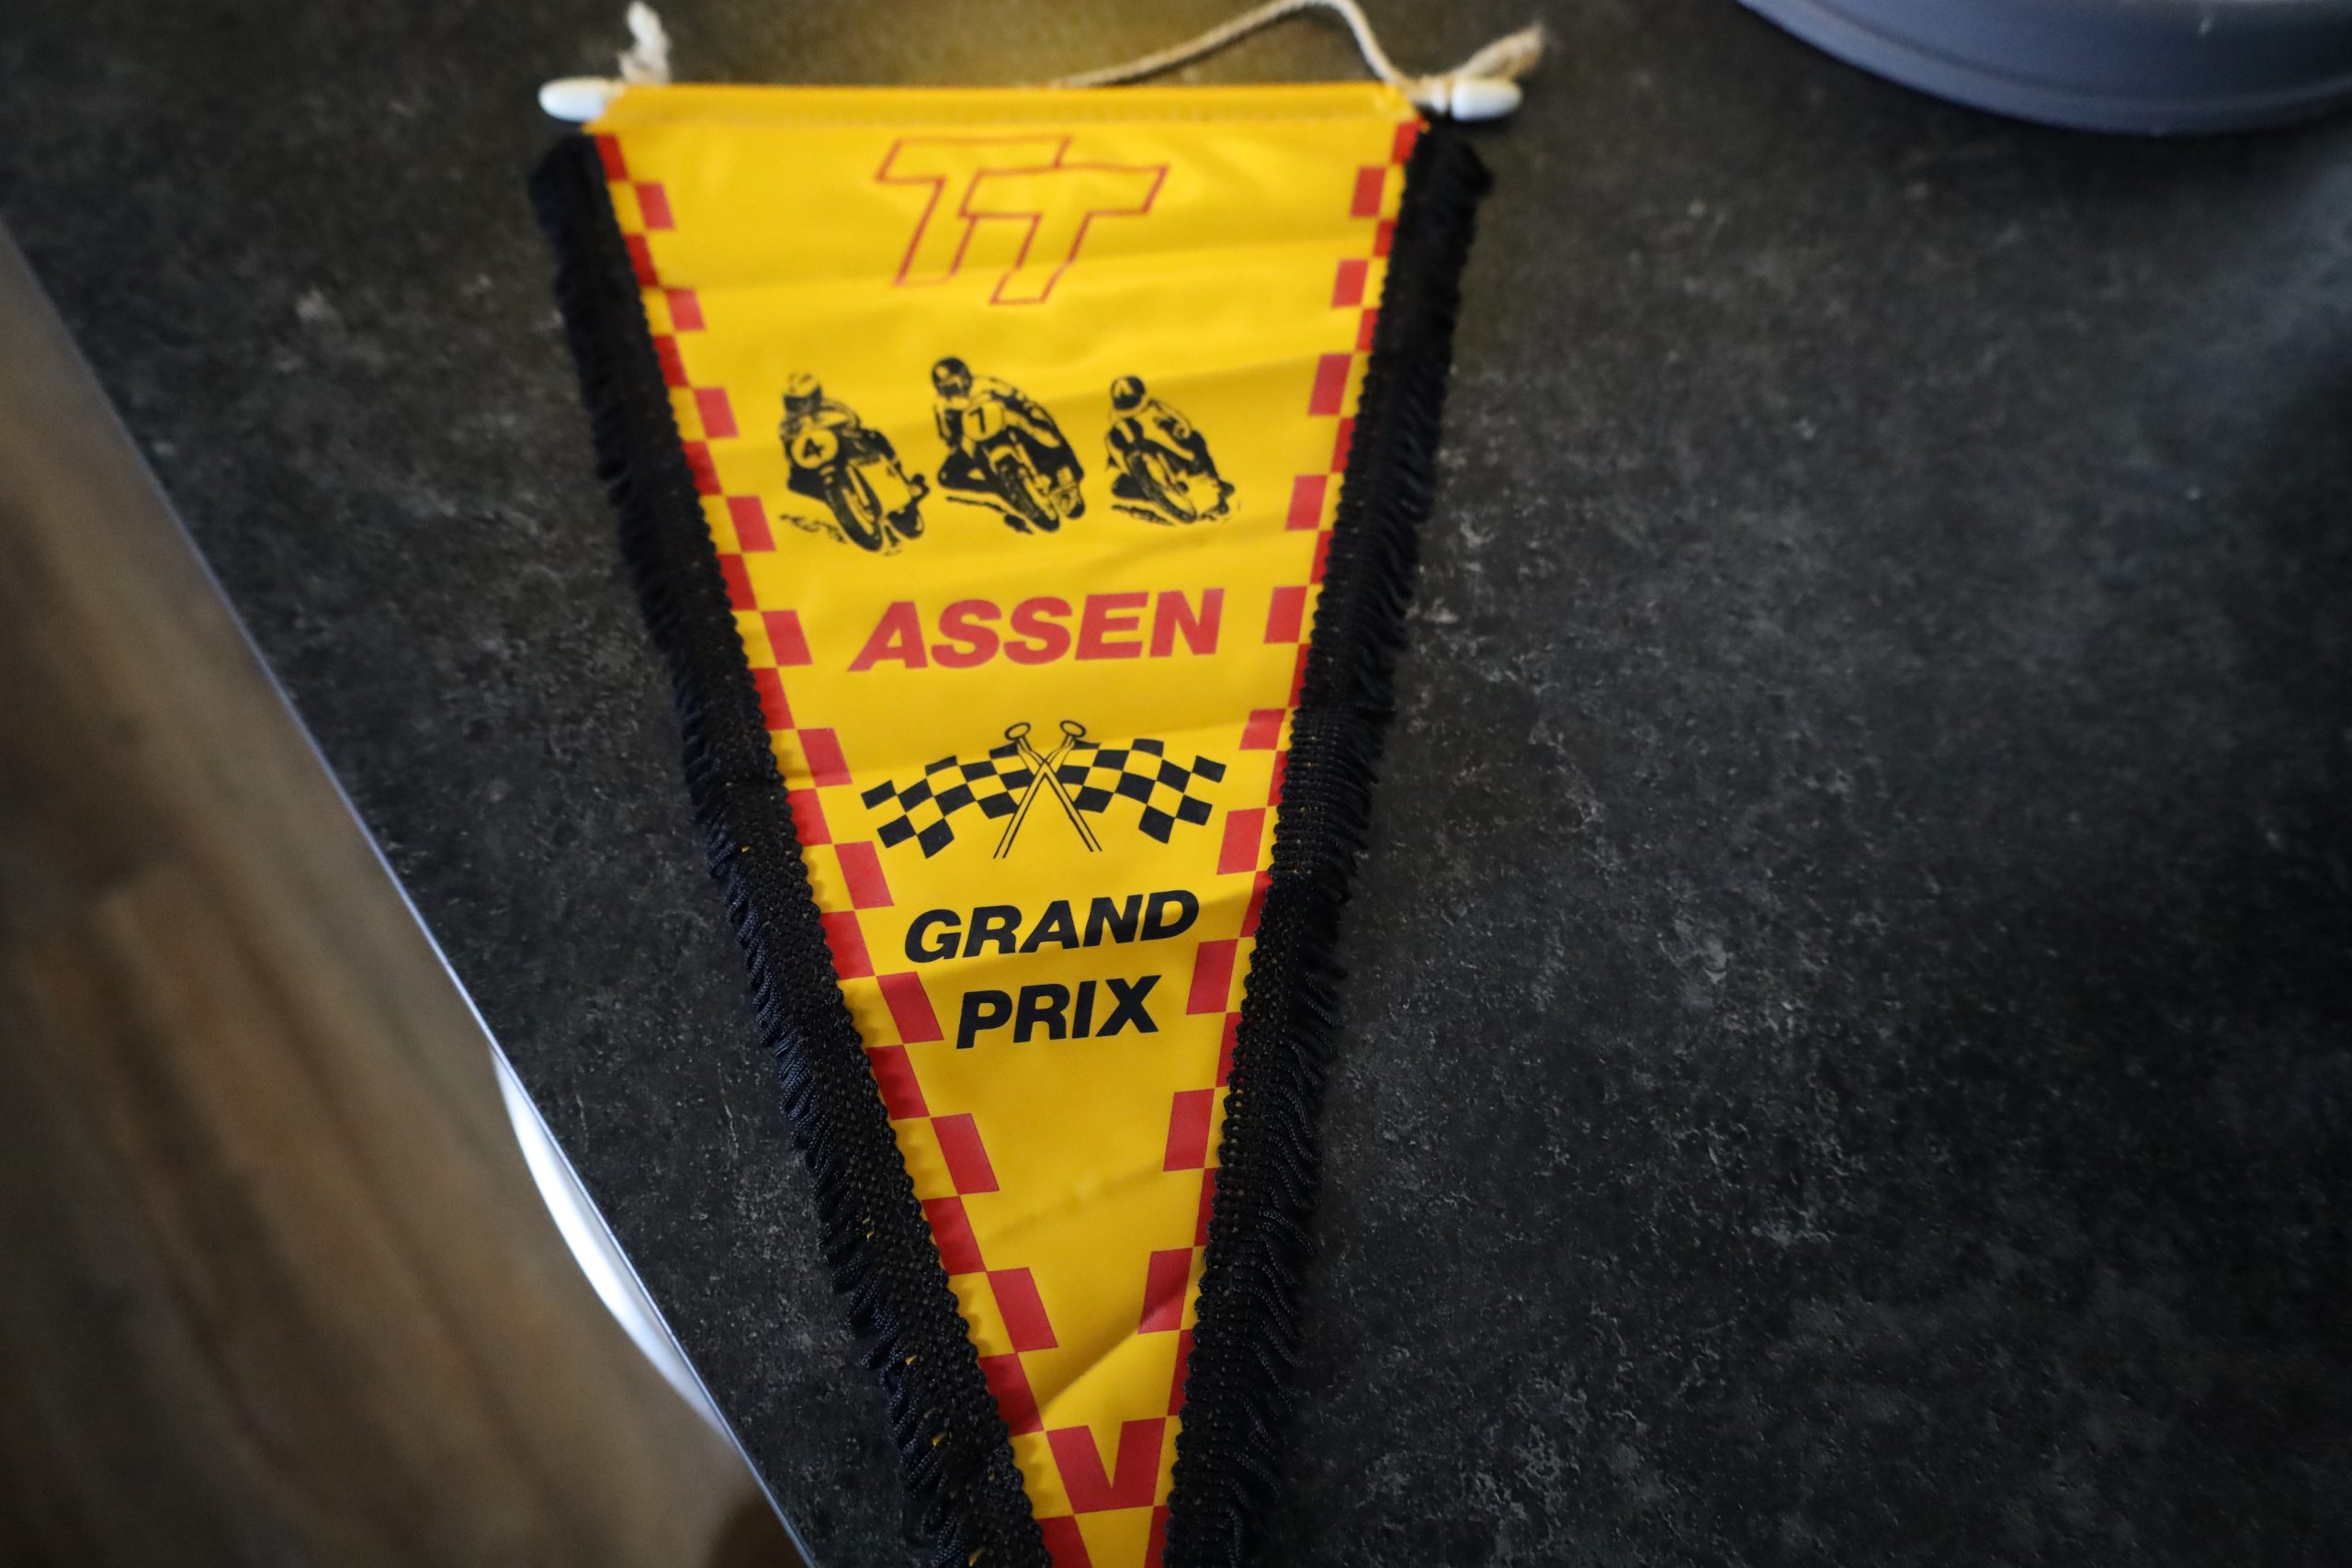 TT
4 7
ASSEN
GRAND
PRIX